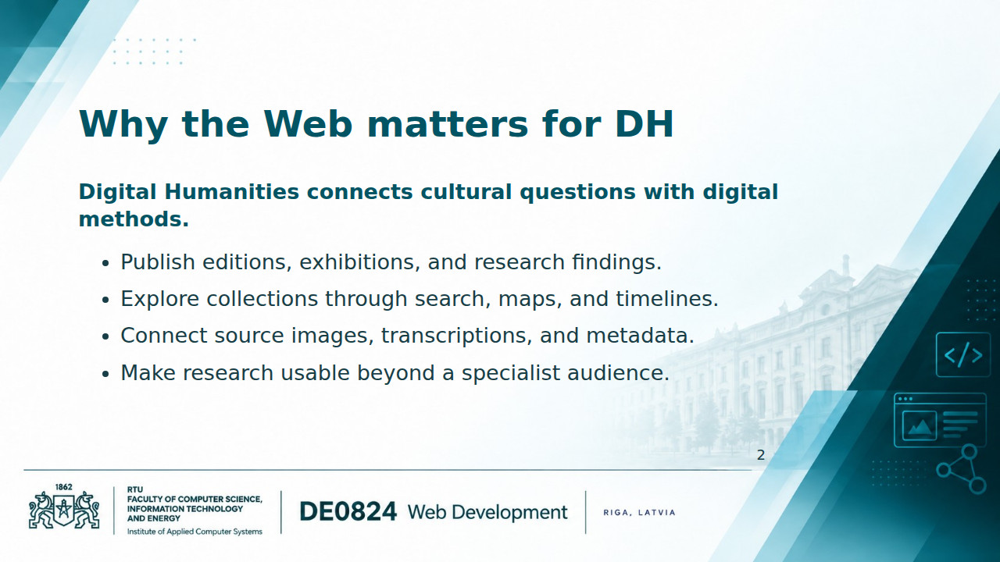 Why the Web matters for DH
Digital Humanities connects cultural questions with digital
methods.
• Publish editions, exhibitions, and research findings.
• Explore collections through search, maps, and timelines.
• Connect source images, transcriptions, and metadata.
• Make research usable beyond a specialist audience.
</>
2
1862
RTU
FACULTY OF COMPUTER SCIENCE,
INFORMATION TECHNOLOGY
AND ENERGY
Institute of Applied Computer Systems
DE0824 Web Development
RIGA, LATVIA